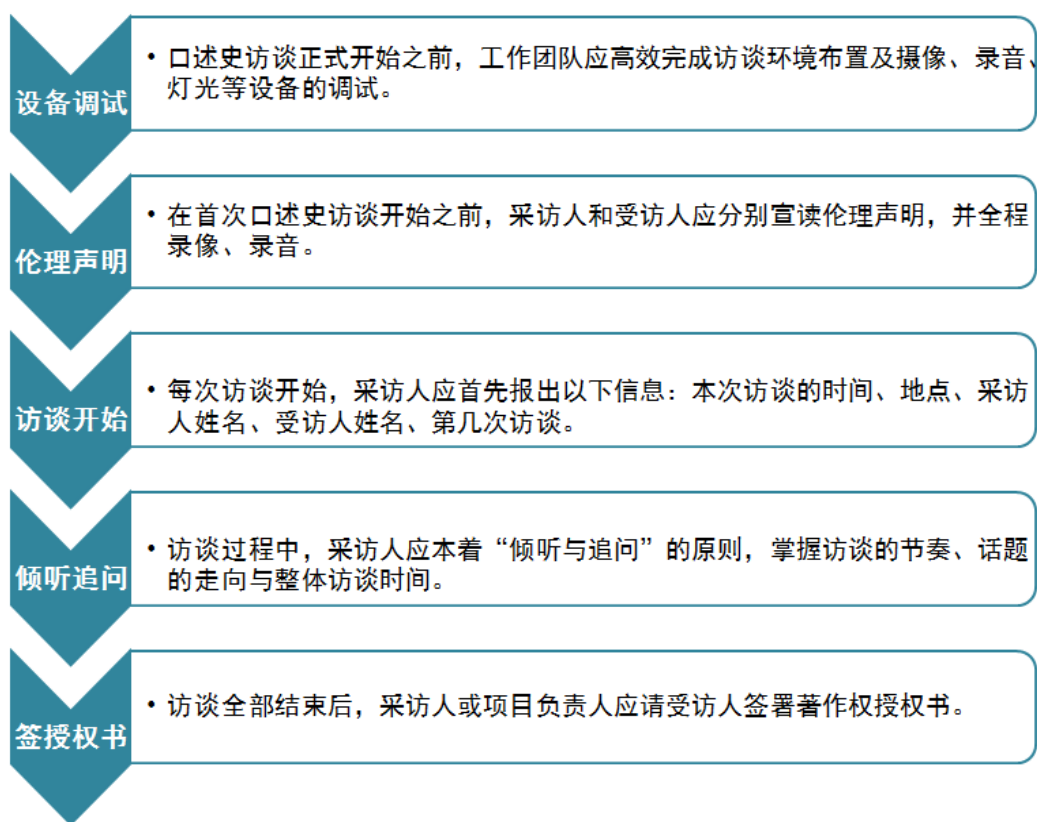 设备调试
• 口述史访谈正式开始之前，工作团队应高效完成访谈环境布置及摄像、录音、
灯光等设备的调试。
伦理声明
• 在首次口述史访谈开始之前，采访人和受访人应分别宣读伦理声明，并全程
录像、录音。
访谈开始
• 每次访谈开始，采访人应首先报出以下信息：本次访谈的时间、地点、采访
人姓名、受访人姓名、第几次访谈。
倾听追问
• 访谈过程中，采访人应本着“倾听与追问”的原则，掌握访谈的节奏、话题
的走向与整体访谈时间。
签授权书
• 访谈全部结束后，采访人或项目负责人应请受访人签署著作权授权书。